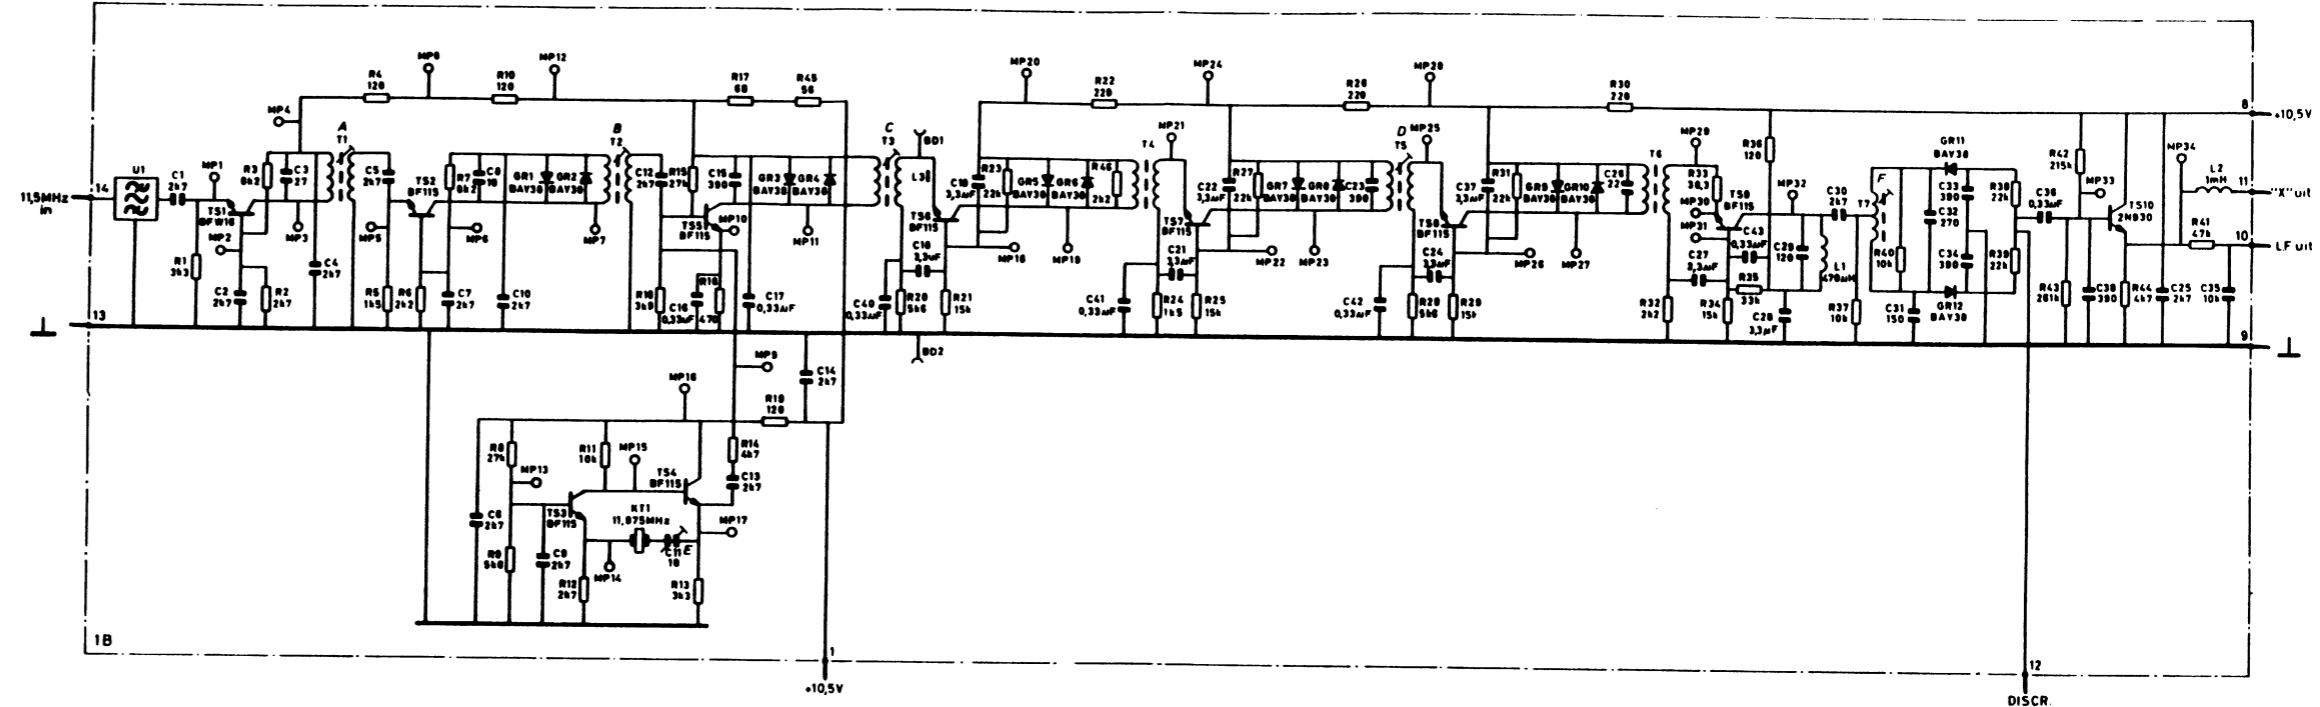 MP8
MP12
R4
120
R10
120
R17
68
R45
56
MP20
R22
220
MP24
R26
220
MP28
R30
220
8
+10,5V
MP4
A
T1
B
T2
C
T3
BD1
MP21
T4
D
MP25
T5
T6
MP29
R36
120
GR11
BAY38
R42
215k
MP34
L2
1mH
11
"X" uit
11,5MHz
in
14
U1
C1
2k7
MP1
TS1
BFW16
R3
8k2
C3
27
C5
2k7
TS2
BF115
R7
8k2
C8
18
GR1
BAY38
GR2
BAY38
C12
2k7
R15
27k
C15
390
GR3
BAY38
GR4
BAY38
L3
TS6
BF115
C18
3,3µF
R23
22k
GR5
BAY38
GR6
BAY38
R46
2k2
TS7
BF115
C22
3,3µF
R27
22k
GR7
BAY38
GR8
BAY38
C23
390
TS8
BF115
C37
3,3µF
R31
22k
GR9
BAY38
GR10
BAY38
C26
22
R33
38,3
TS9
BF115
MP30
MP31
MP32
C30
2k7
F
T7
C33
390
C32
270
R38
22k
C36
0,33µF
MP33
TS10
2N930
R41
47k
10
LF uit
MP2
MP3
MP5
MP6
MP7
TS5
BF115
MP10
MP11
MP18
MP19
MP22
MP23
MP26
MP27
R1
3k3
C2
2k7
R2
2k7
C4
2k7
R5
1k5
R6
2k2
C7
2k7
C10
2k7
R16
3k9
C16
0,33µF
R18
470
C17
0,33µF
C40
0,33µF
C19
3,3µF
R20
5k6
R21
15k
C41
0,33µF
C21
3,3µF
R24
1k5
R25
15k
C42
0,33µF
C24
3,3µF
R28
5k6
R29
15k
R32
2k2
C27
3,3µF
R34
15k
C43
0,33µF
R35
33k
C29
120
L1
470µH
C28
3,3µF
R37
10k
R40
10k
C31
150
C34
390
R39
22k
GR12
BAY38
R43
261k
C38
390
R44
4k7
C25
2k7
C35
10k
13
9
BD2
MP9
C14
2k7
MP16
R19
120
R8
27k
MP13
R11
10k
MP15
TS4
BF115
R14
4k7
C13
2k7
TS3
BF115
KT1
11,975MHz
C11
18
E
MP17
C6
2k7
R9
5k6
C9
2k7
R12
2k7
MP14
R13
3k3
1B
1
+10,5V
12
DISCR.